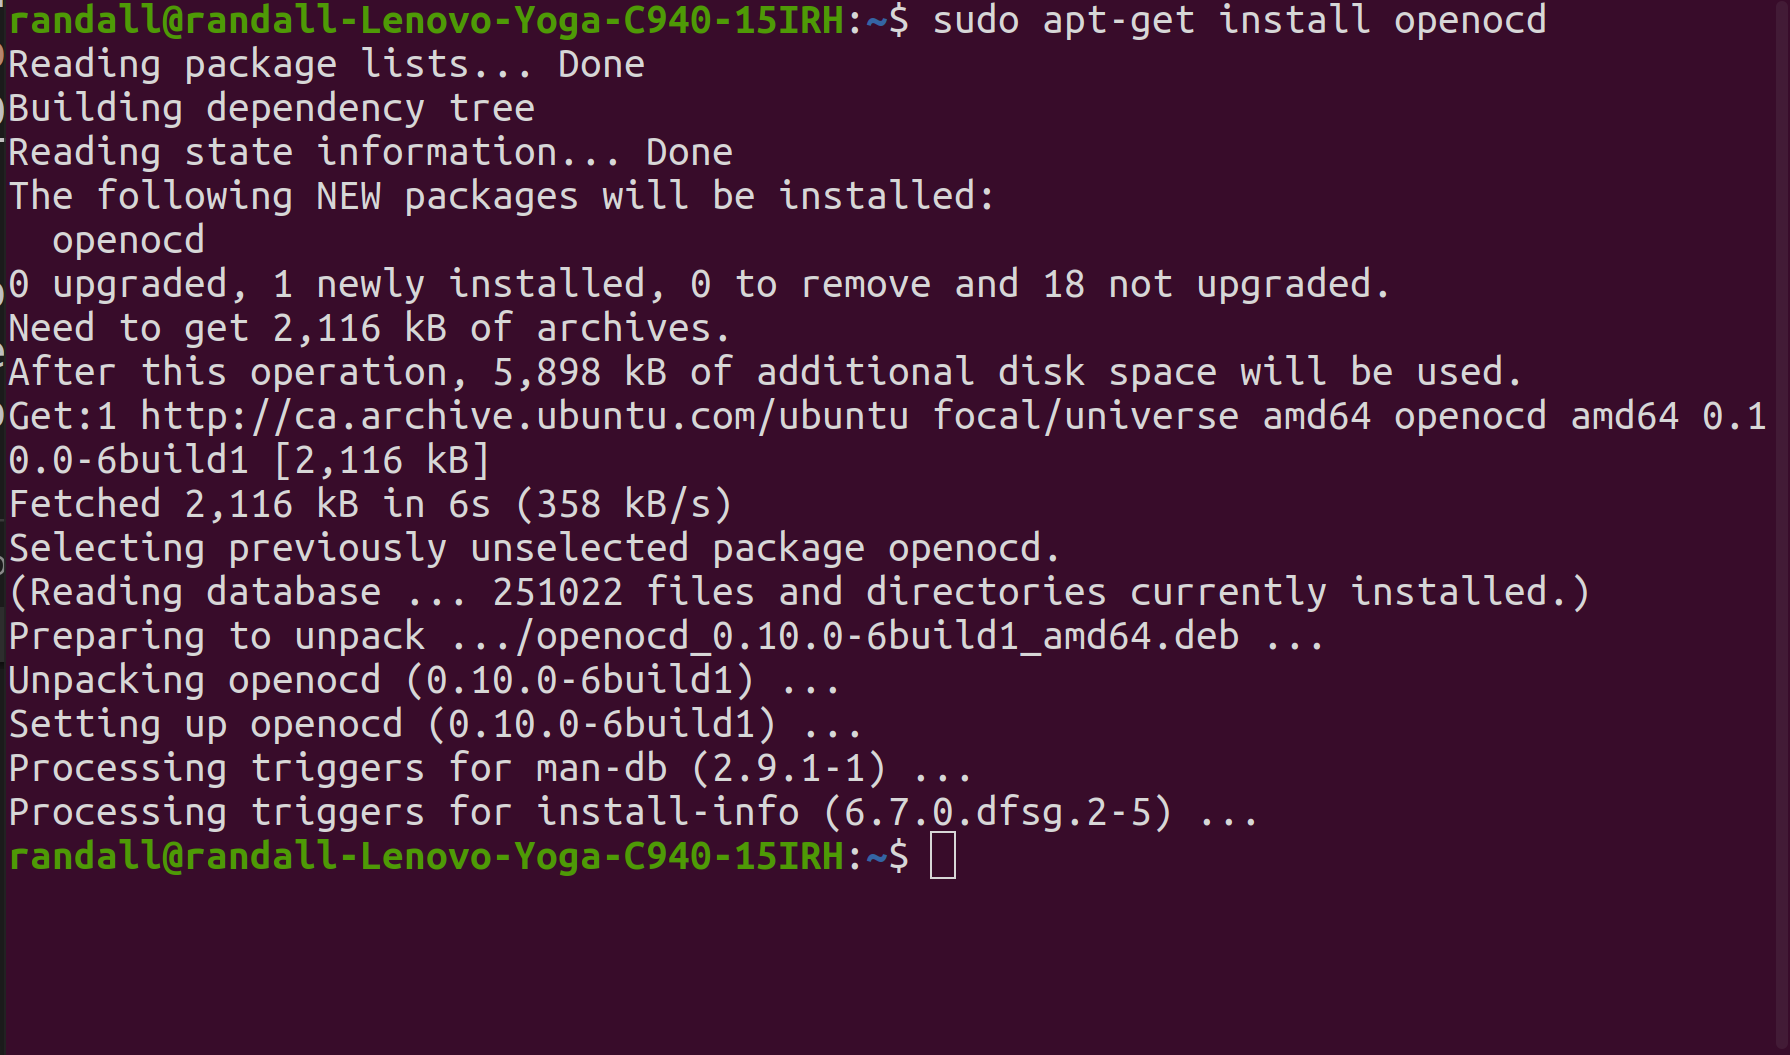 randall@randall-Lenovo-Yoga-C940-15IRH:~$ sudo apt-get install openocd
Reading package lists... Done
Building dependency tree
Reading state information... Done
The following NEW packages will be installed:
  openocd
0 upgraded, 1 newly installed, 0 to remove and 18 not upgraded.
Need to get 2,116 kB of archives.
After this operation, 5,898 kB of additional disk space will be used.
Get:1 http://ca.archive.ubuntu.com/ubuntu focal/universe amd64 openocd amd64 0.1
0.0-6build1 [2,116 kB]
Fetched 2,116 kB in 6s (358 kB/s)
Selecting previously unselected package openocd.
(Reading database ... 251022 files and directories currently installed.)
Preparing to unpack .../openocd_0.10.0-6build1_amd64.deb ...
Unpacking openocd (0.10.0-6build1) ...
Setting up openocd (0.10.0-6build1) ...
Processing triggers for man-db (2.9.1-1) ...
Processing triggers for install-info (6.7.0.dfsg.2-5) ...
randall@randall-Lenovo-Yoga-C940-15IRH:~$